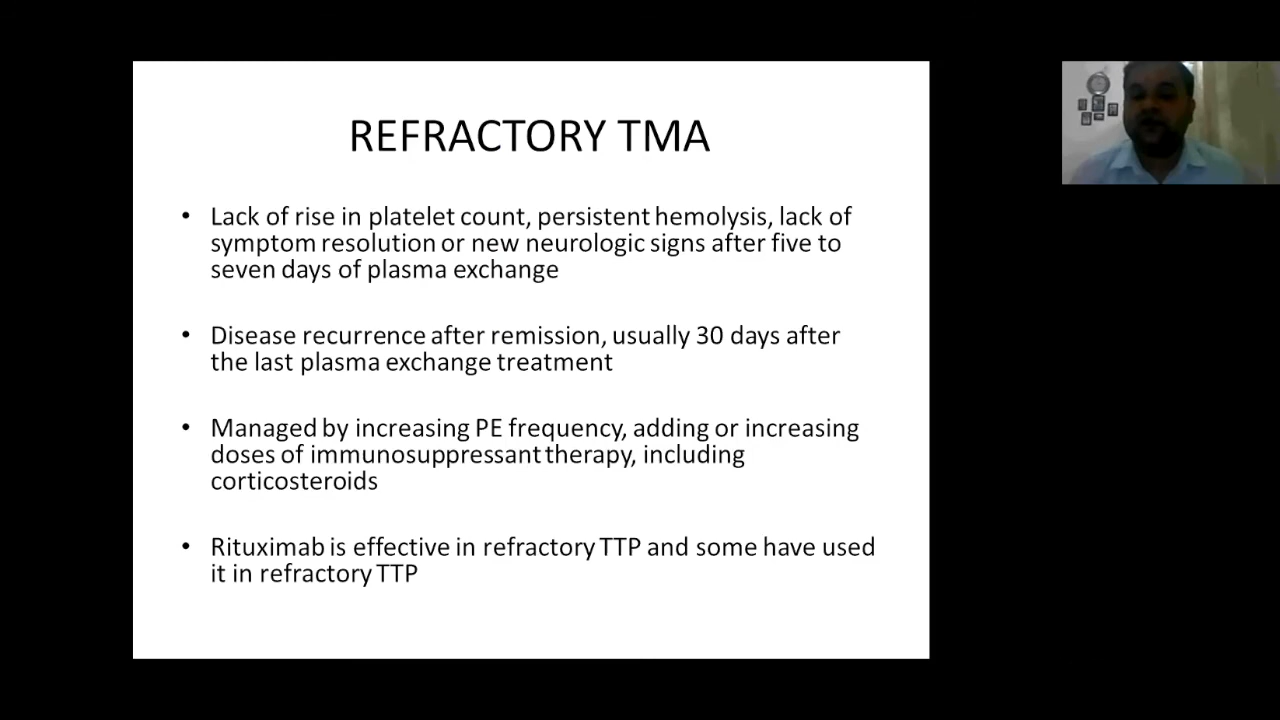 REFRACTORY TMA
• Lack of rise in platelet count, persistent hemolysis, lack of
symptom resolution or new neurologic signs after five to
seven days of plasma exchange
• Disease recurrence after remission, usually 30 days after
the last plasma exchange treatment
• Managed by increasing PE frequency, adding or increasing
doses of immunosuppressant therapy, including
corticosteroids
• Rituximab is effective in refractory TTP and some have used
it in refractory TTP